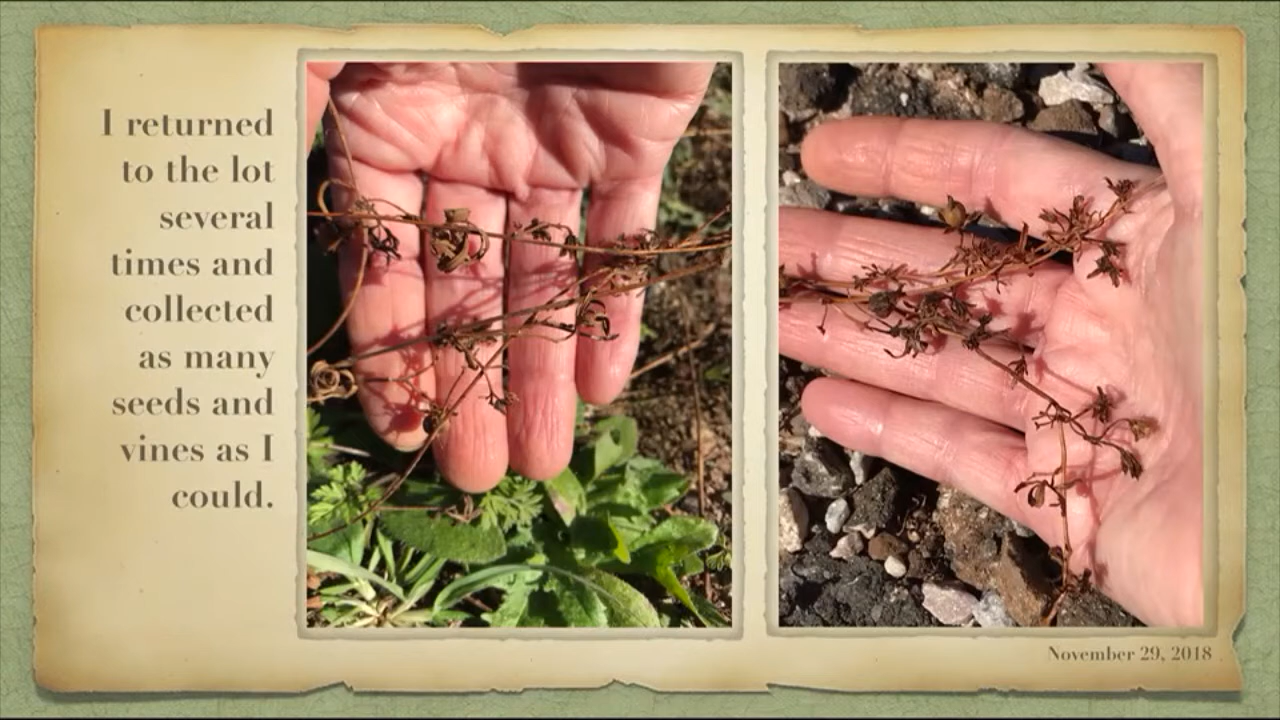 I returned
to the lot
several
times and
collected
as many
seeds and
vines as I
could.
November 29, 2018